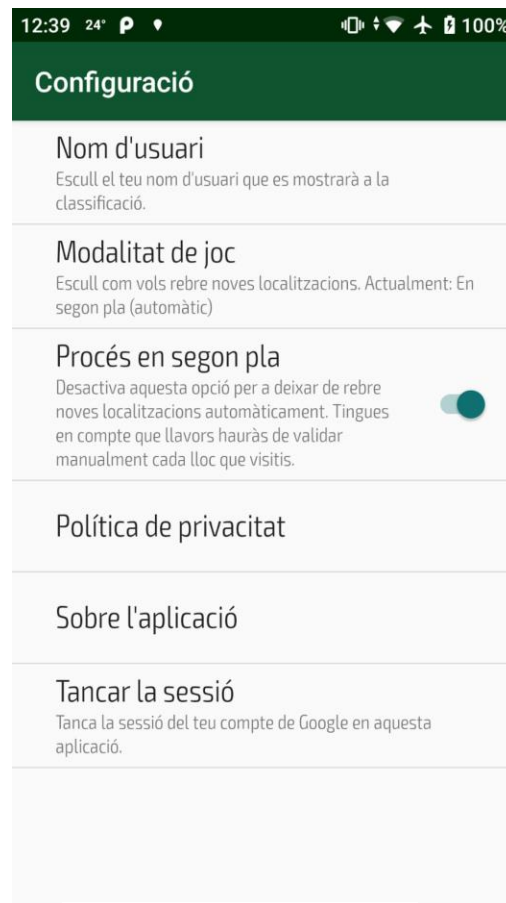 12:39 24° 100%
Configuració
Nom d'usuari
Escull el teu nom d'usuari que es mostrarà a la
classificació.
Modalitat de joc
Escull com vols rebre noves localitzacions. Actualment: En
segon pla (automàtic)
Procés en segon pla
Desactiva aquesta opció per a deixar de rebre
noves localitzacions automàticament. Tingues
en compte que llavors hauràs de validar
manualment cada lloc que visitis.
Política de privacitat
Sobre l'aplicació
Tancar la sessió
Tanca la sessió del teu compte de Google en aquesta
aplicació.